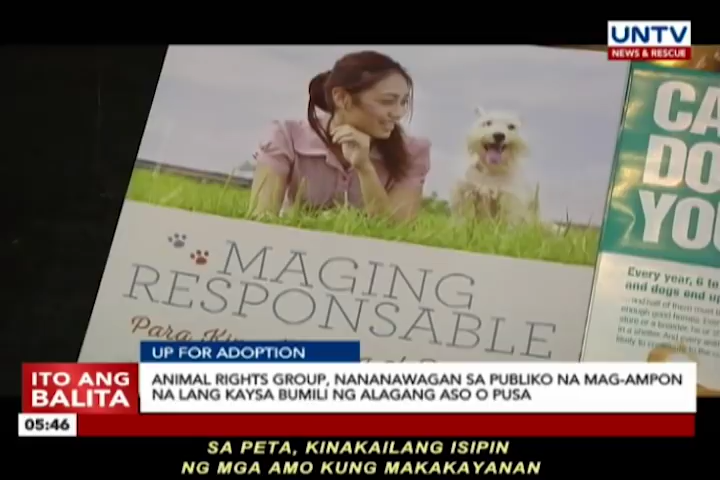 UNTV
NEWS & RESCUE
MAGING
RESPONSABLE
Para
CA
DO
YO
Every year, 6 to
and dogs end u
UP FOR ADOPTION
ITO ANG
BALITA
ANIMAL RIGHTS GROUP, NANANAWAGAN SA PUBLIKO NA MAG-AMPON
NA LANG KAYSA BUMILI NG ALAGANG ASO O PUSA
05:46
SA PETA, KINAKAILANG ISIPIN
NG MGA AMO KUNG MAKAKAYANAN